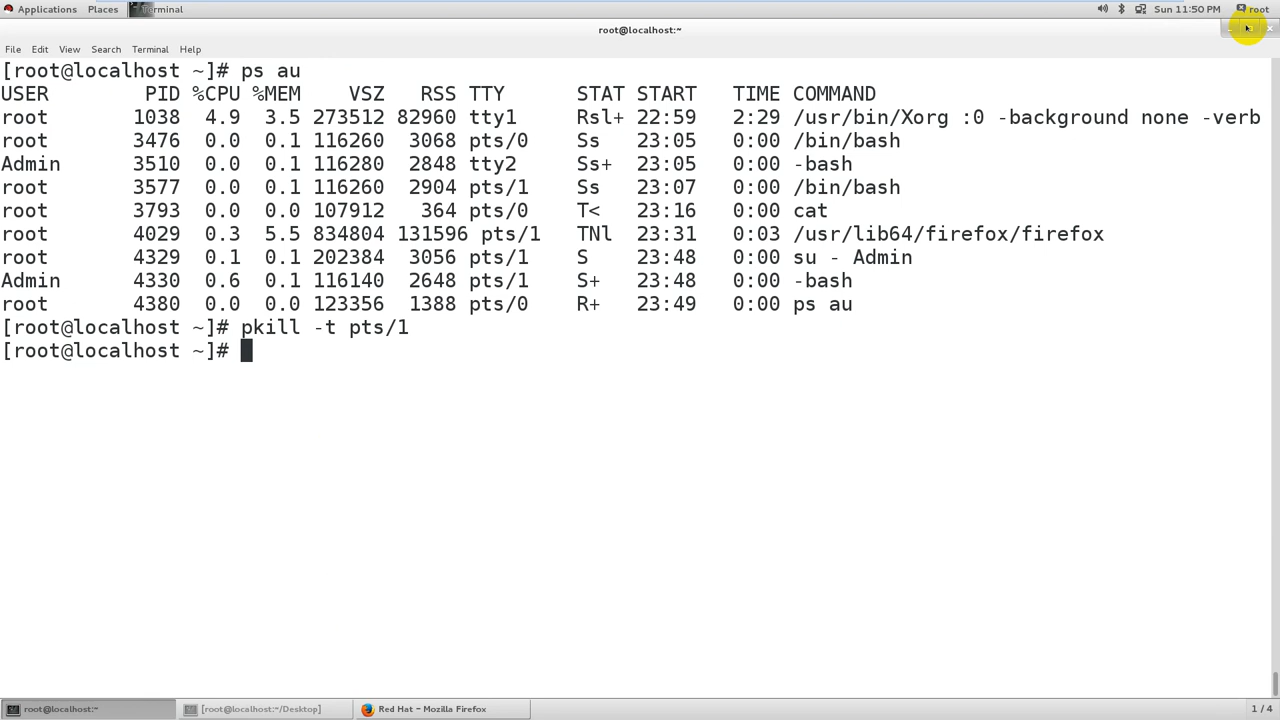 Applications Places Terminal Sun 11:50 PM root
root@localhost:~
File Edit View Search Terminal Help
[root@localhost ~]# ps au
USER PID %CPU %MEM VSZ RSS TTY STAT START TIME COMMAND
root 1038 4.9 3.5 273512 82960 tty1 Rsl+ 22:59 2:29 /usr/bin/Xorg :0 -background none -verb
root 3476 0.0 0.1 116260 3068 pts/0 Ss 23:05 0:00 /bin/bash
Admin 3510 0.0 0.1 116280 2848 tty2 Ss+ 23:05 0:00 -bash
root 3577 0.0 0.1 116260 2904 pts/1 Ss 23:07 0:00 /bin/bash
root 3793 0.0 0.0 107912 364 pts/0 T< 23:16 0:00 cat
root 4029 0.3 5.5 834804 131596 pts/1 TNl 23:31 0:03 /usr/lib64/firefox/firefox
root 4329 0.1 0.1 202384 3056 pts/1 S 23:48 0:00 su - Admin
Admin 4330 0.6 0.1 116140 2648 pts/1 S+ 23:48 0:00 -bash
root 4380 0.0 0.0 123356 1388 pts/0 R+ 23:49 0:00 ps au
[root@localhost ~]# pkill -t pts/1
[root@localhost ~]#
root@localhost:~ [root@localhost:~/Desktop] Red Hat - Mozilla Firefox 1 / 4